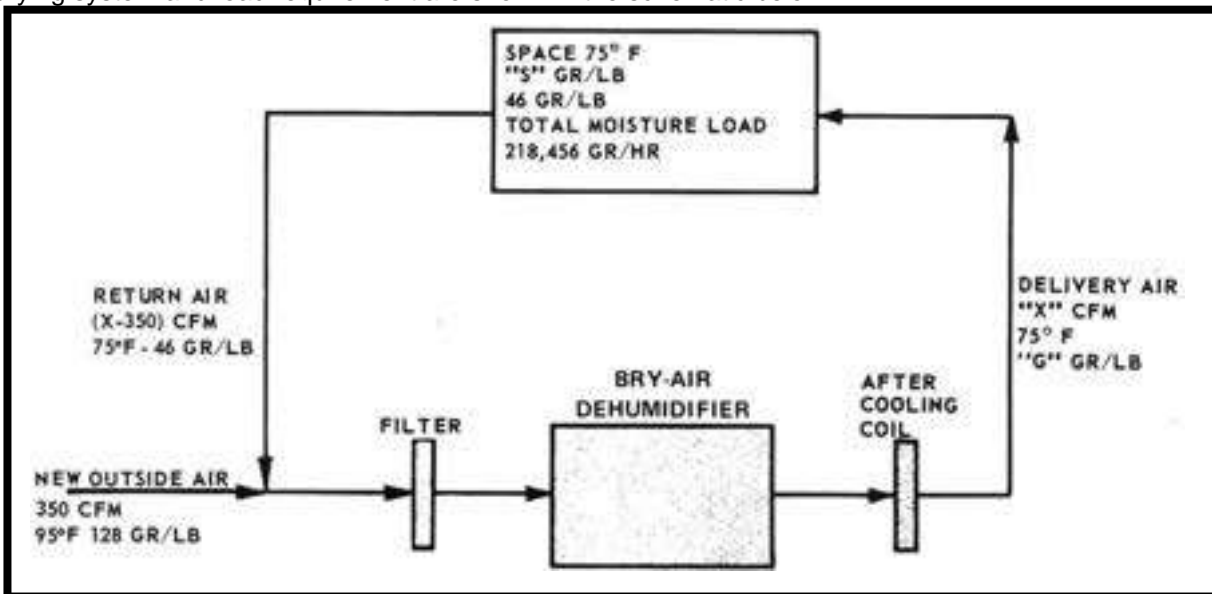 SPACE 75° F
"S" GR/LB
46 GR/LB
TOTAL MOISTURE LOAD
218,456 GR/HR
RETURN AIR
(X-350) CFM
75°F - 46 GR/LB
DELIVERY AIR
"X" CFM
75° F
"G" GR/LB
BRY-AIR
DEHUMIDIFIER
AFTER
COOLING
COIL
FILTER
NEW OUTSIDE AIR
350 CFM
95°F 128 GR/LB